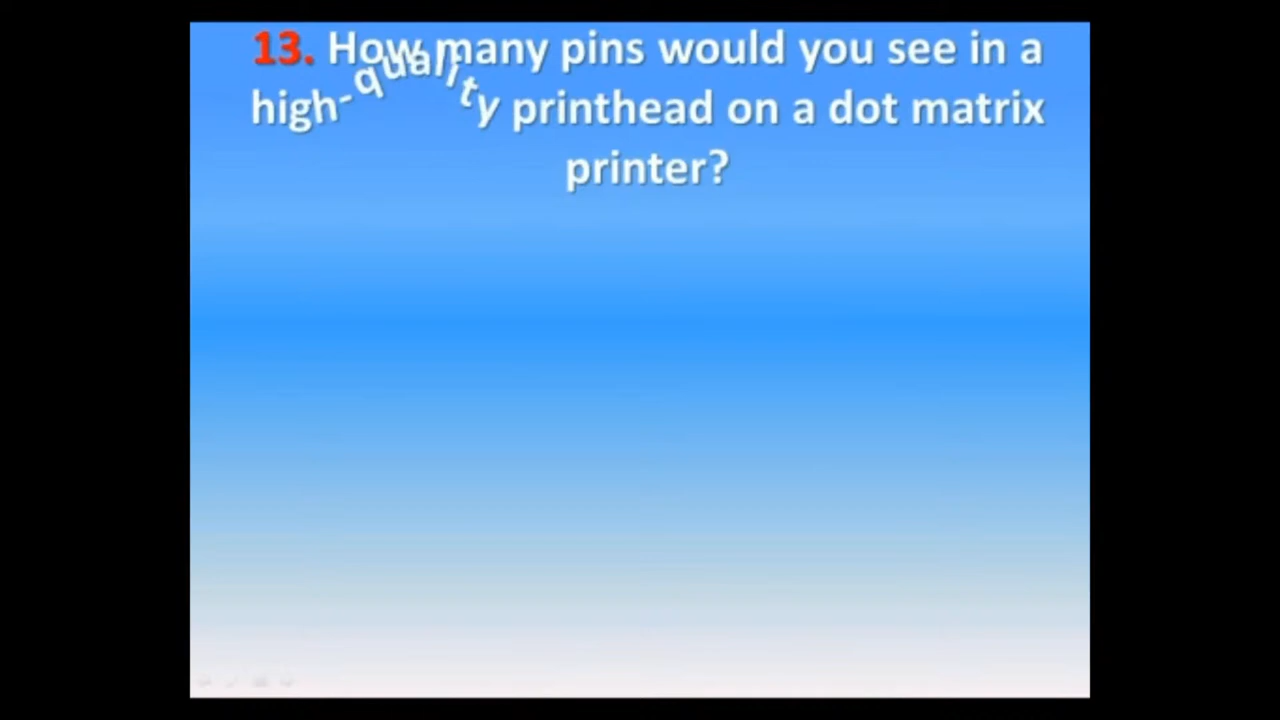 13. How many pins would you see in a
high-quality printhead on a dot matrix
printer?